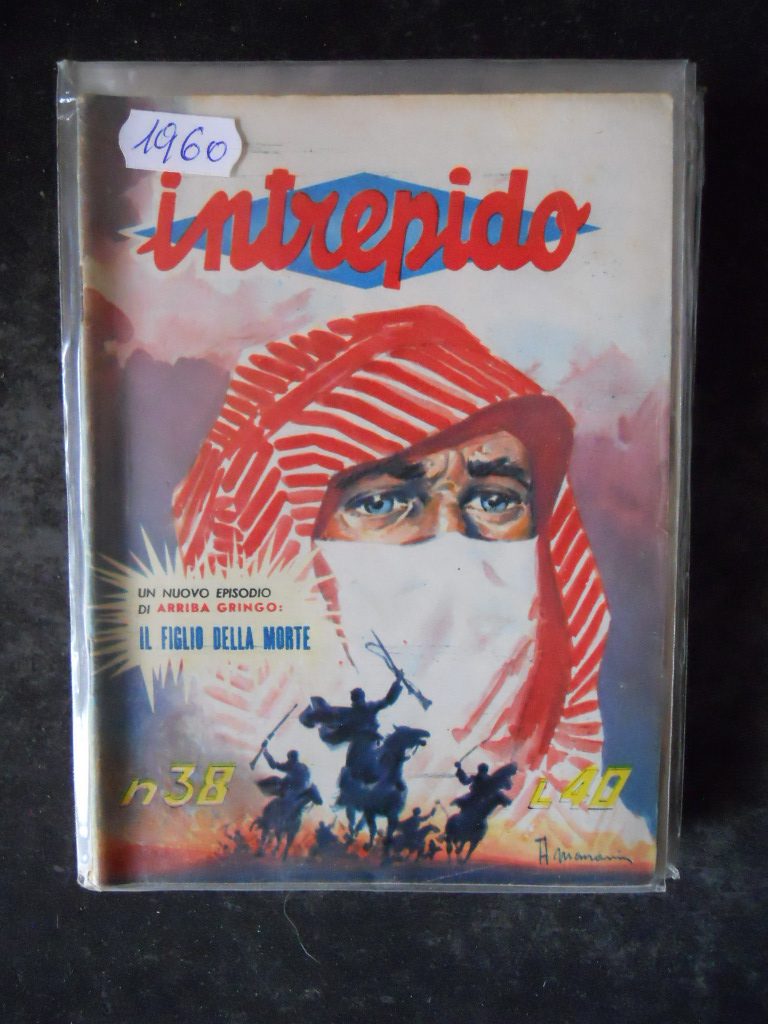 1960
intrepido
UN NUOVO EPISODIO
DI ARRIBA GRINGO:
IL FIGLIO DELLA MORTE
n38
L40